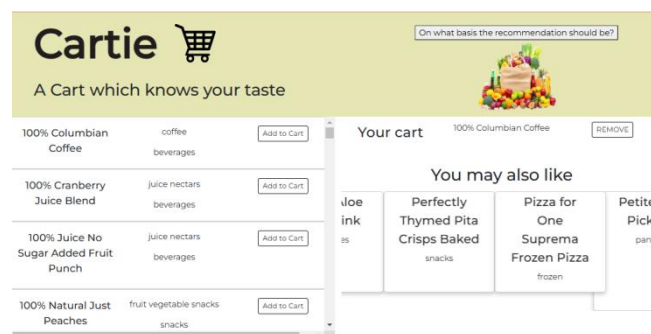 Cartie
A Cart which knows your taste
On what basis the recommendation should be?
100% Columbian
Coffee
coffee
beverages
Add to Cart
100% Cranberry
Juice Blend
juice nectars
beverages
Add to Cart
100% Juice No
Sugar Added Fruit
Punch
juice nectars
beverages
Add to Cart
100% Natural Just
Peaches
fruit vegetable snacks
snacks
Add to Cart
Your cart
100% Columbian Coffee
REMOVE
You may also like
Perfectly
Thymed Pita
Crisps Baked
snacks
Pizza for
One
Suprema
Frozen Pizza
frozen
Petite